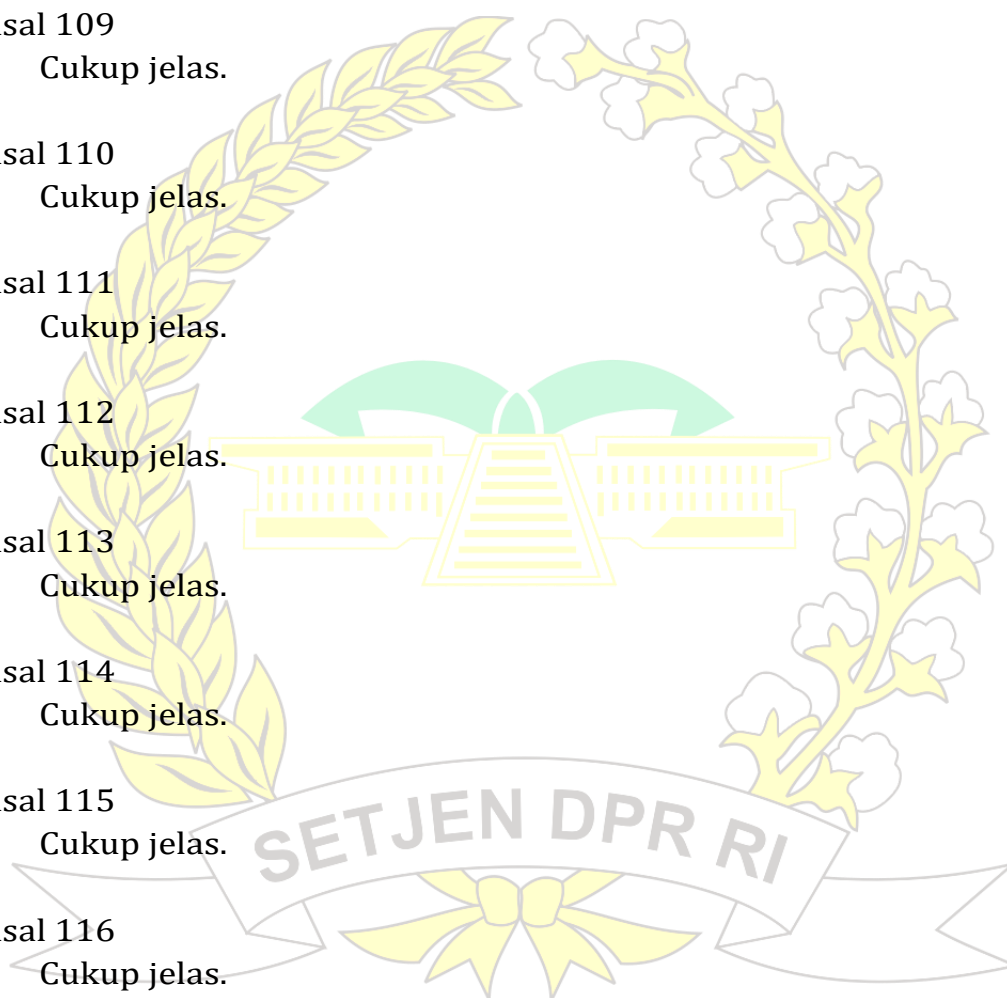 sal 109
Cukup jelas.
sal 110
Cukup jelas.
sal 111
Cukup jelas.
sal 112
Cukup jelas.
sal 113
Cukup jelas.
sal 114
Cukup jelas.
sal 115
Cukup jelas.
SETJEN DPR RI
sal 116
Cukup jelas.